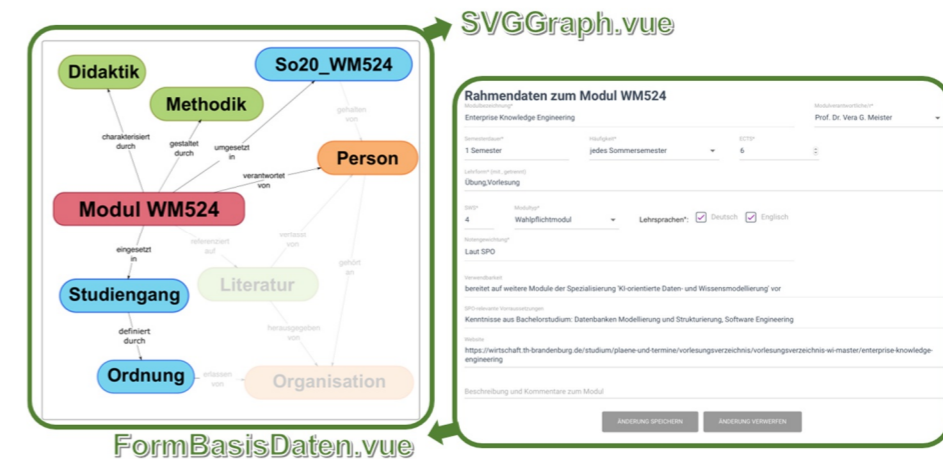 SVGGraph.vue
Didaktik
So20_WM524
Methodik
gehalten
von
charakterisiert
durch
gestaltet
durch
umgesetzt
in
Person
verantwortet
von
Modul WM524
eingesetzt
in
referenziert
auf
verfasst
von
gehört
an
Literatur
Studiengang
definiert
durch
herausgegeben
von
Ordnung
erlassen
von
Organisation
FormBasisDaten.vue
Rahmendaten zum Modul WM524
Modulbezeichnung*
Modulverantwortliche/r*
Enterprise Knowledge Engineering
Prof. Dr. Vera G. Meister
Semesterdauer*
Häufigkeit*
ECTS*
1 Semester
jedes Sommersemester
6
Übung,Vorlesung
SWS*
Modultyp*
4
Wahlpflichtmodul
Lehrsprachen*:
Deutsch
Englisch
Notengewichtung*
Laut SPO
Verwendbarkeit
bereitet auf weitere Module der Spezialisierung 'KI-orientierte Daten- und Wissensmodellierung' vor
SPO-relevante Voraussetzungen
Kenntnisse aus Bachelorstudium: Datenbanken Modellierung und Strukturierung, Software Engineering
Website
https://wirtschaft.th-brandenburg.de/studium/plaene-und-termine/vorlesungsverzeichnis/vorlesungsverzeichnis-wi-master/enterprise-knowledge-
engineering
Beschreibung und Kommentare zum Modul
ÄNDERUNG SPEICHERN
ÄNDERUNG VERWERFEN